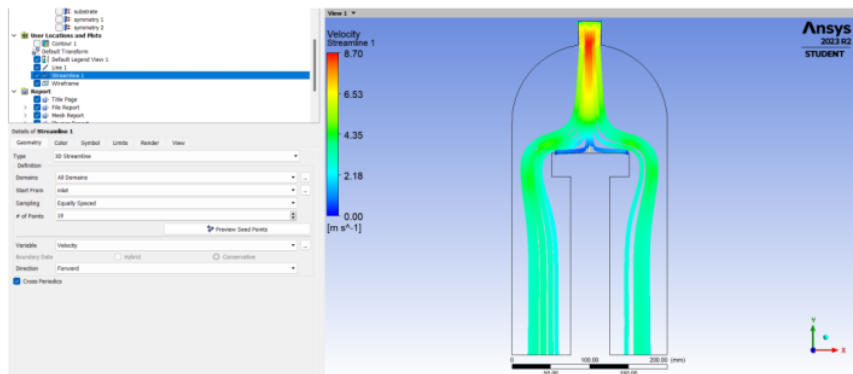 substrate
symmetry 1
symmetry 2
User Locations and Plots
Contour 1
Default Transform
Default Legend View 1
Line 1
Streamline 1
Wireframe
Report
Title Page
File Report
Mesh Report
Details of Streamline 1
Geometry Color Symbol Limits Render View
Type 3D Streamline
Definition
Domains All Domains
Start From inlet
Sampling Equally Spaced
# of Points
Preview Seed Points
Variable Velocity
Boundary Data Hybrid Conservative
Direction Forward
Cross Periodics
View 1
Velocity
Streamline 1
8.70
6.53
4.35
2.18
0.00
[m s^-1]
Ansys
2023 R2
STUDENT
Y
X
0 100.00 200.00 (mm)
50.00 150.00